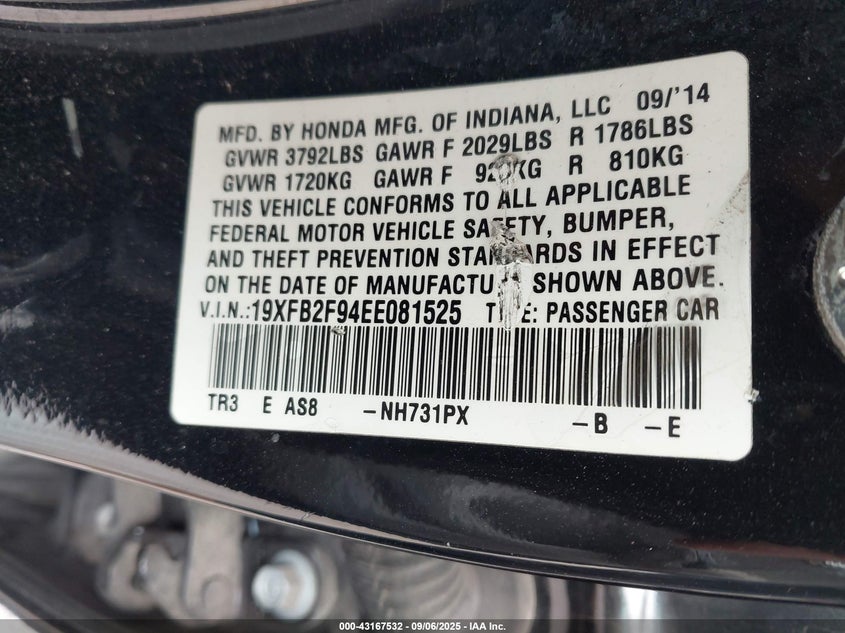 MFD. BY HONDA MFG. OF INDIANA, LLC 09/'14
GVWR 3792LBS GAWR F 2029LBS R 1786LBS
GVWR 1720KG GAWR F KG R 810KG
THIS VEHICLE CONFORMS TO ALL APPLICABLE
FEDERAL MOTOR VEHICLE SAFETY, BUMPER,
AND THEFT PREVENTION STANDARDS IN EFFECT
ON THE DATE OF MANUFACTURE SHOWN ABOVE.
V.I.N.:19XFB2F94EE081525 TYPE: PASSENGER CAR
TR3 E AS8 -NH731PX -B -E
000-43167532 - 09/06/2025 - IAA Inc.